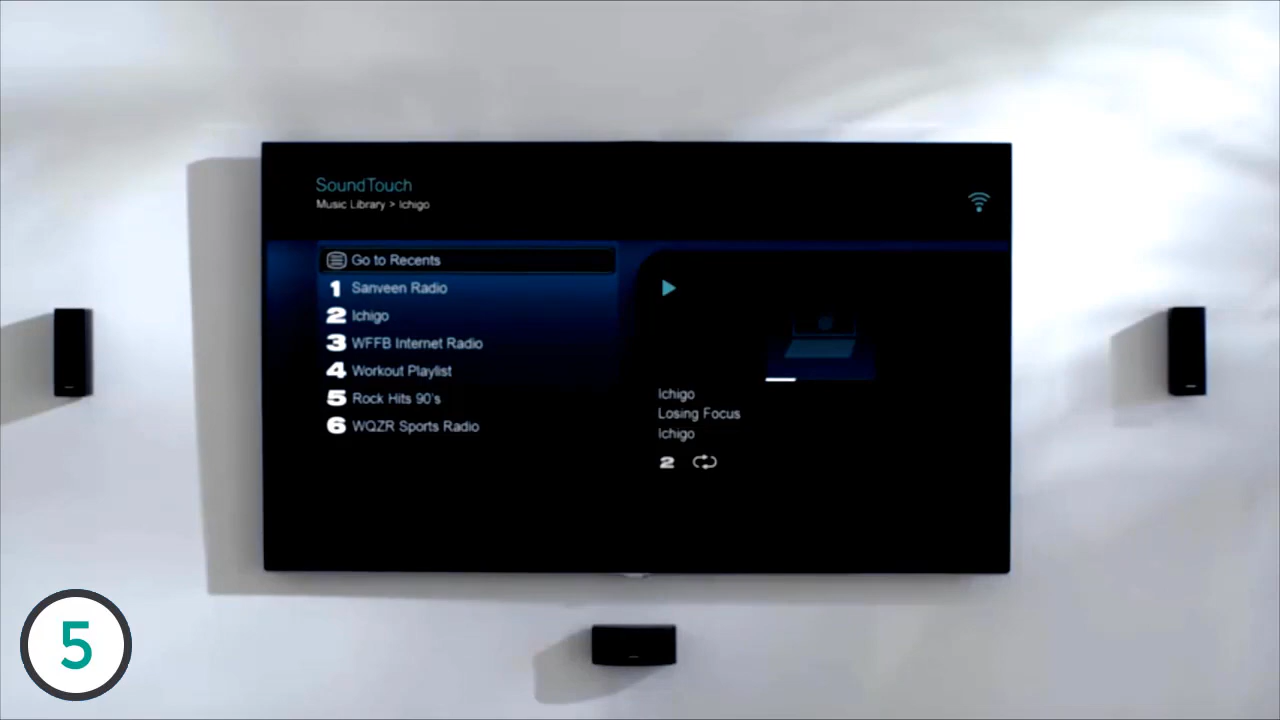 SoundTouch
Music Library > Ichigo
Go to Recents
1 Sanveen Radio
2 Ichigo
3 WFFB Internet Radio
4 Workout Playlist
5 Rock Hits 90's
6 WQZR Sports Radio
Ichigo
Losing Focus
Ichigo
2
5